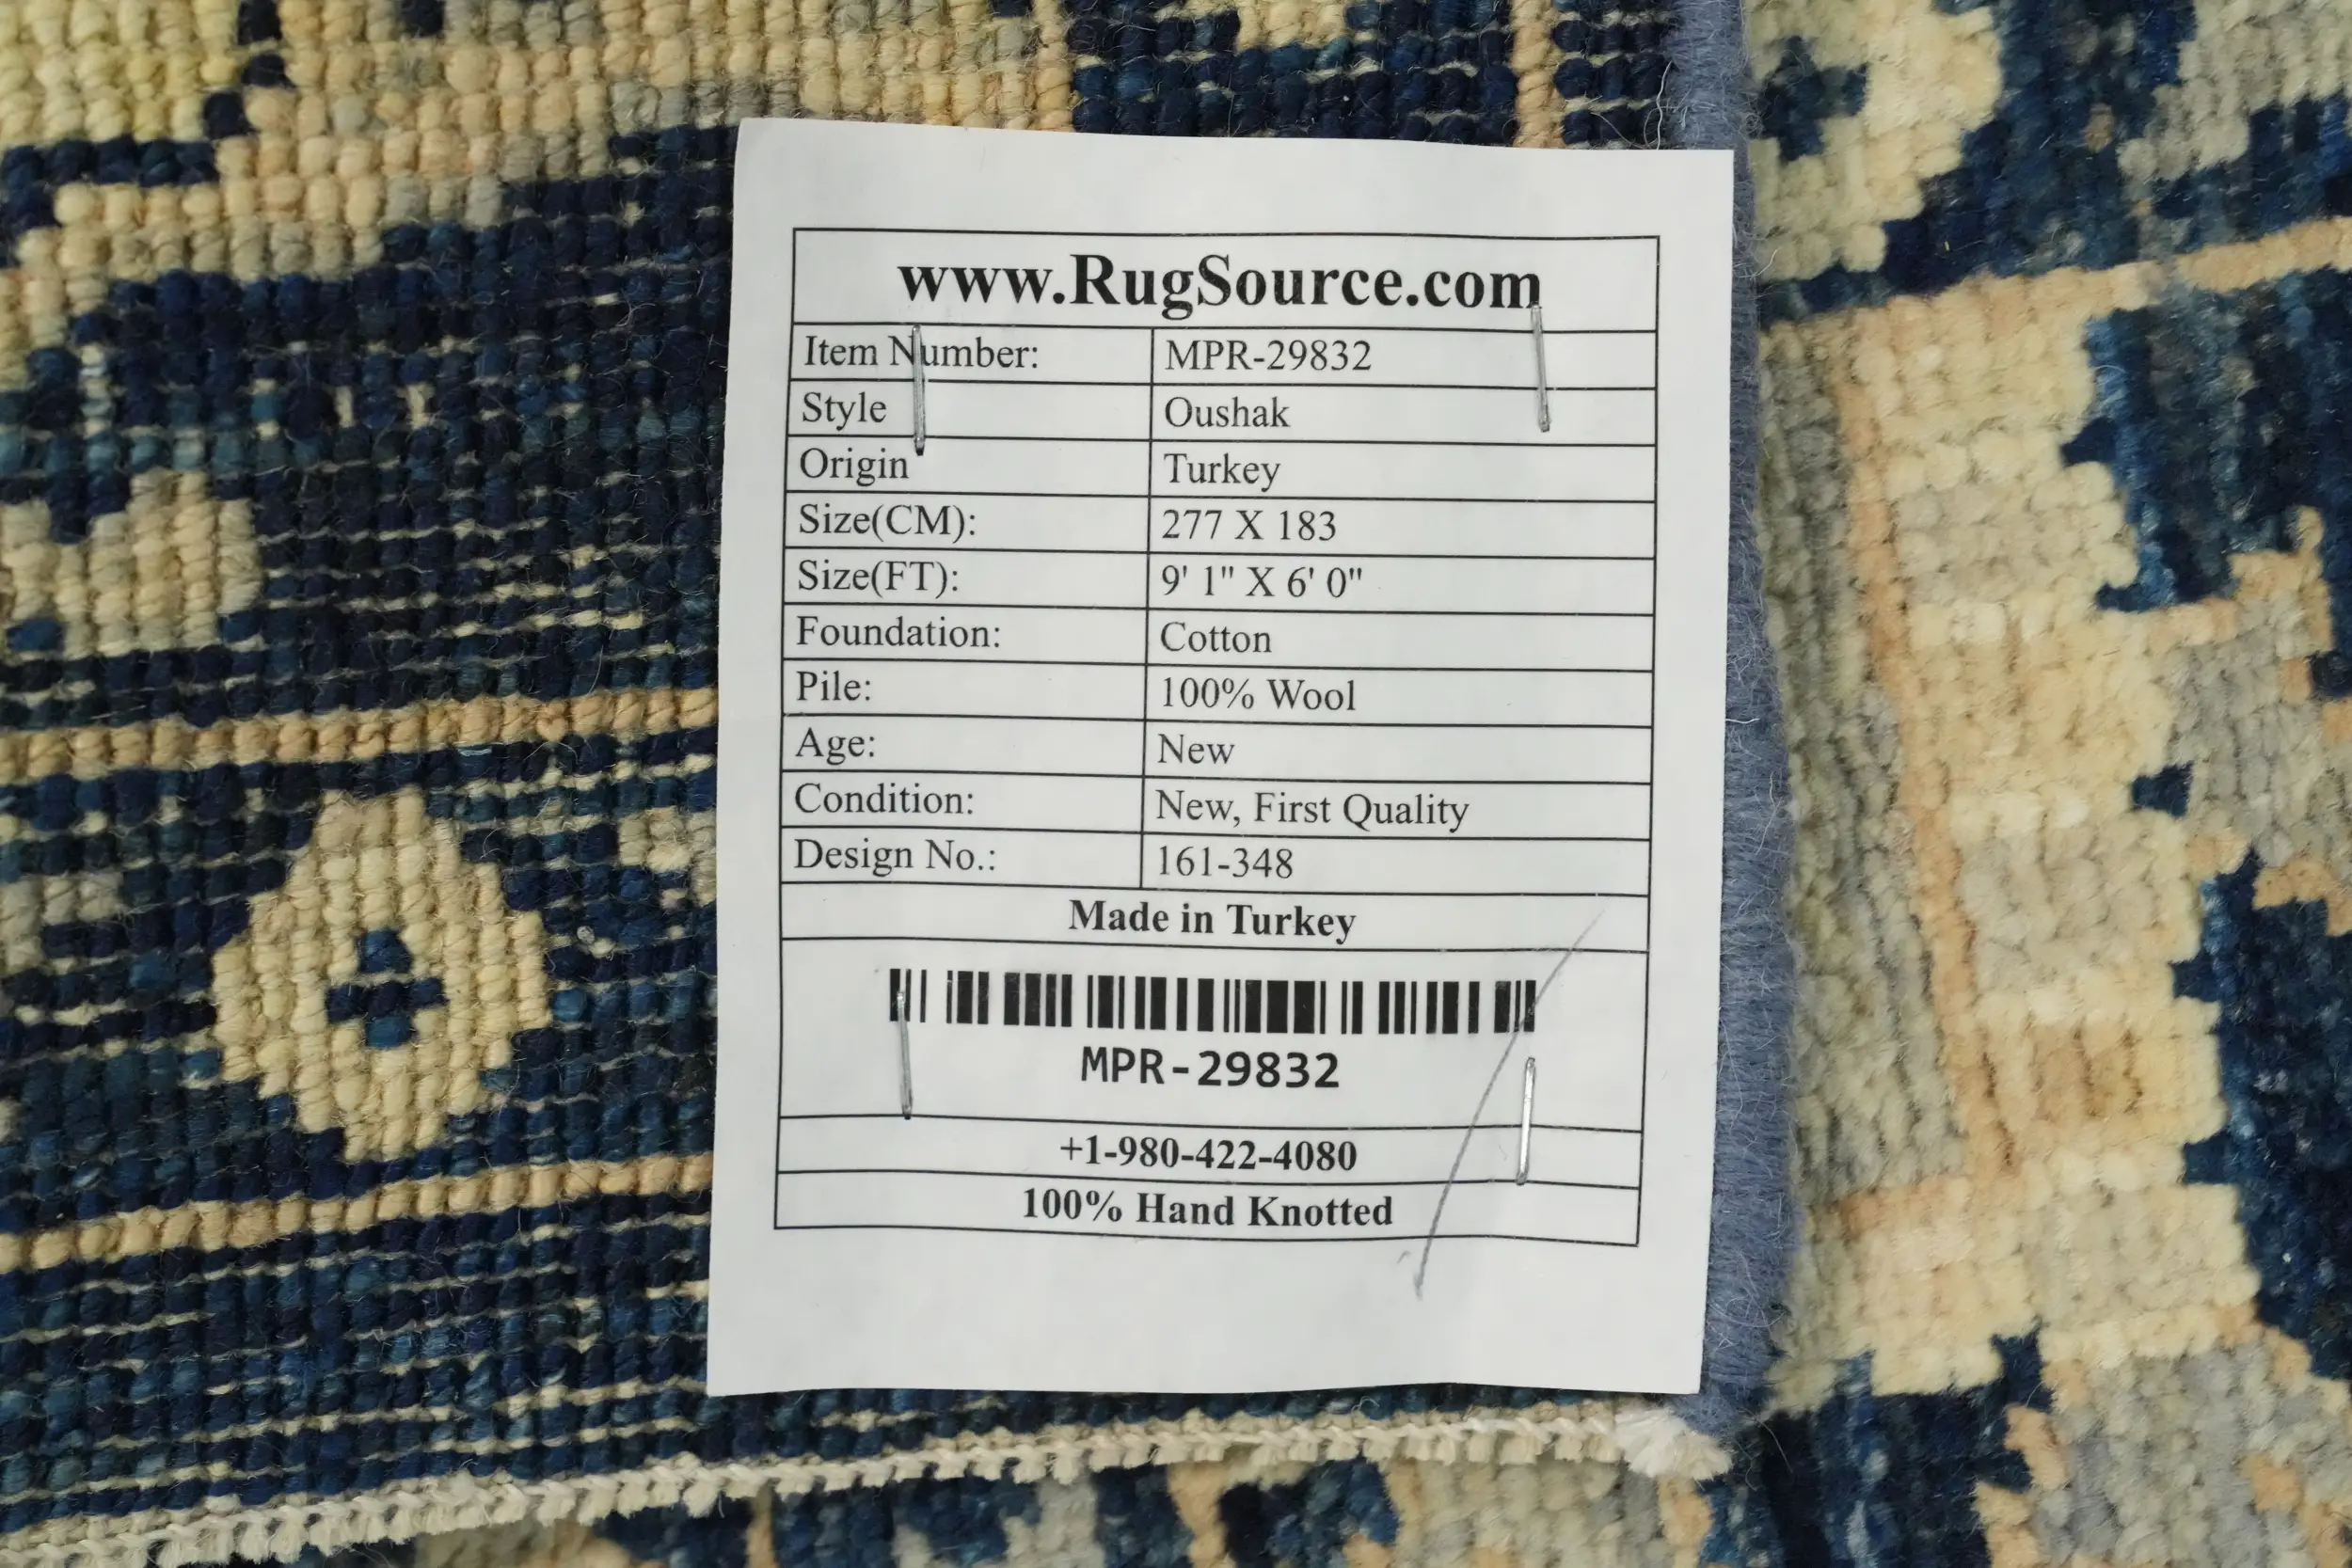 www.RugSource.com
Item Number: MPR-29832
Style Oushak
Origin Turkey
Size(CM): 277 X 183
Size(FT): 9' 1" X 6' 0"
Foundation: Cotton
Pile: 100% Wool
Age: New
Condition: New, First Quality
Design No.: 161-348
Made in Turkey
MPR-29832
+1-980-422-4080
100% Hand Knotted